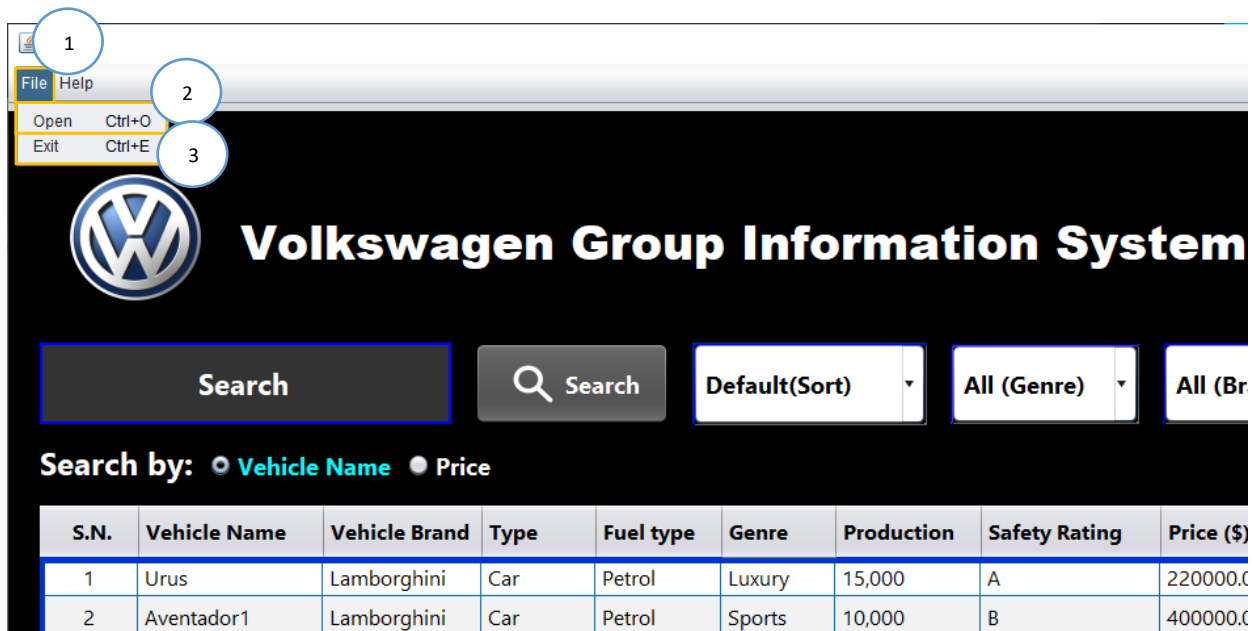 1
File Help
2
Open Ctrl+O
Exit Ctrl+E
3
Volkswagen Group Information System
Search Search Default(Sort) All (Genre) All (Br
Search by: Vehicle Name Price
S.N. Vehicle Name Vehicle Brand Type Fuel type Genre Production Safety Rating Price ($)
1 Urus Lamborghini Car Petrol Luxury 15,000 A 220000.0
2 Aventador1 Lamborghini Car Petrol Sports 10,000 B 400000.0